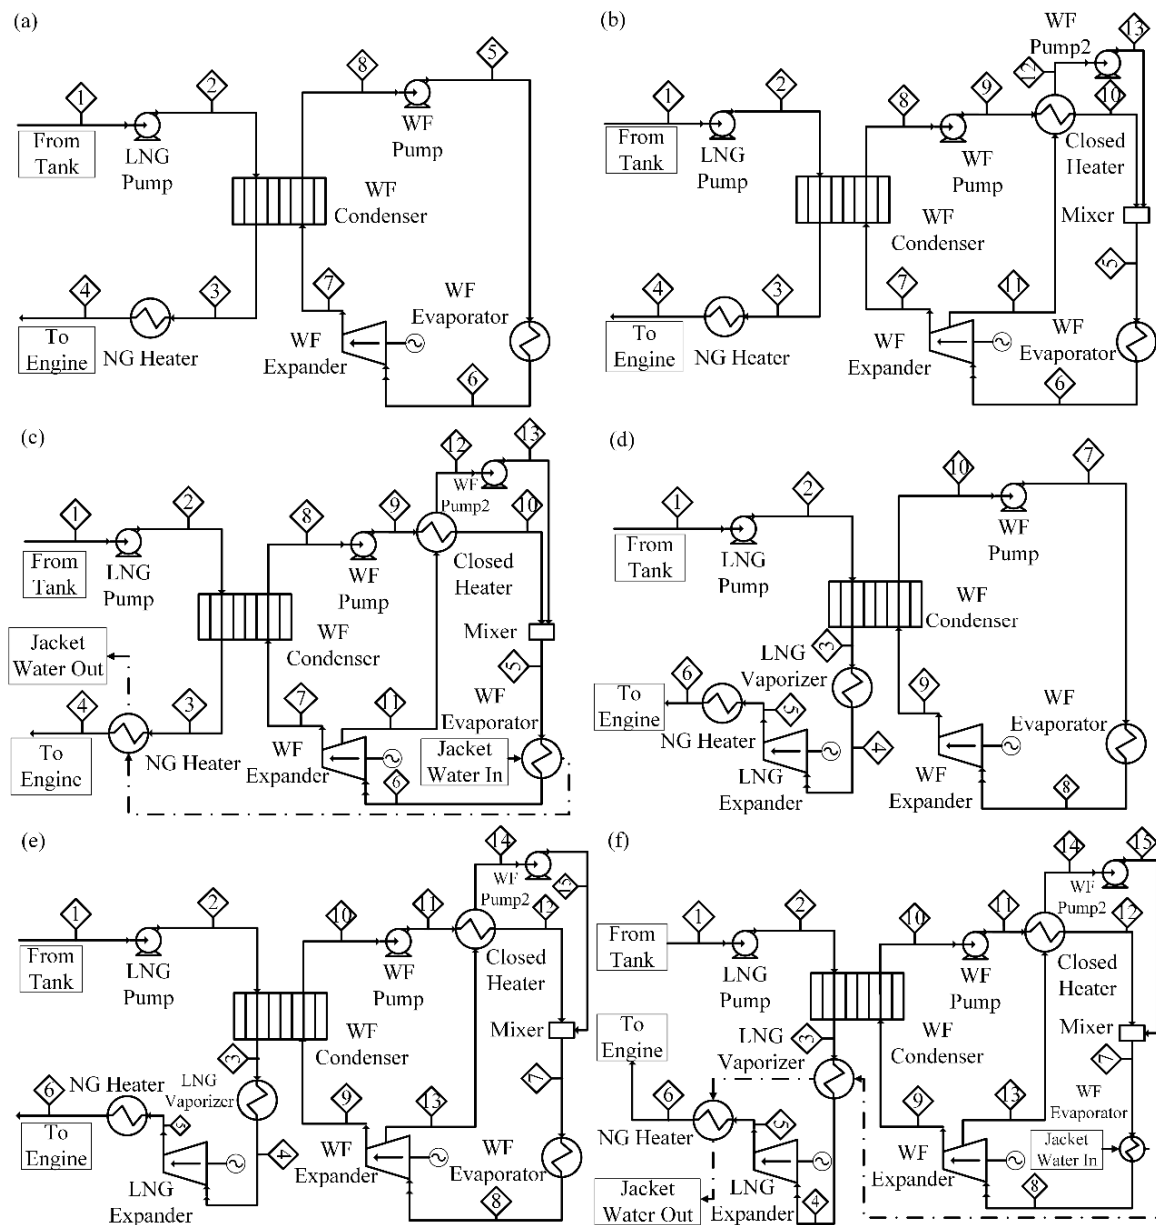 (a)
1
2
8
5
From
Tank
LNG
Pump
WF
Pump
WF
Condenser
4
3
7
WF
Evaporator
To
Engine
NG Heater
WF
Expander
6
(b)
WF
Pump2
13
12
1
2
8
9
10
From
Tank
LNG
Pump
WF
Pump
Closed
Heater
WF
Condenser
Mixer
5
4
3
7
11
WF
Evaporator
To
Engine
NG Heater
WF
Expander
6
(c)
12
13
WF
Pump2
1
2
8
9
10
From
Tank
LNG
Pump
WF
Pump
Closed
Heater
Jacket
Water Out
WF
Condenser
Mixer
5
4
3
7
11
WF
Evaporator
To
Engine
NG Heater
WF
Expander
Jacket
Water In
6
(d)
1
2
10
7
From
Tank
LNG
Pump
WF
Pump
WF
Condenser
3
LNG
Vaporizer
To
Engine
6
5
9
WF
Evaporator
NG Heater
4
LNG
Expander
WF
Expander
8
(e)
14
WF
Pump2
15
1
2
10
11
12
From
Tank
LNG
Pump
WF
Pump
Closed
Heater
Mixer
WF
Condenser
3
7
6
NG Heater
LNG
Vaporizer
9
13
5
To
Engine
4
WF
Expander
WF
Evaporator
LNG
Expander
8
(f)
14
15
WF
Pump2
1
2
10
11
12
From
Tank
LNG
Pump
WF
Pump
Closed
Heater
To
Engine
LNG
Vaporizer
3
WF
Condenser
Mixer
7
6
5
9
13
WF
Evaporator
NG Heater
Jacket
Water In
Jacket
Water Out
LNG
Expander
4
WF
Expander
8